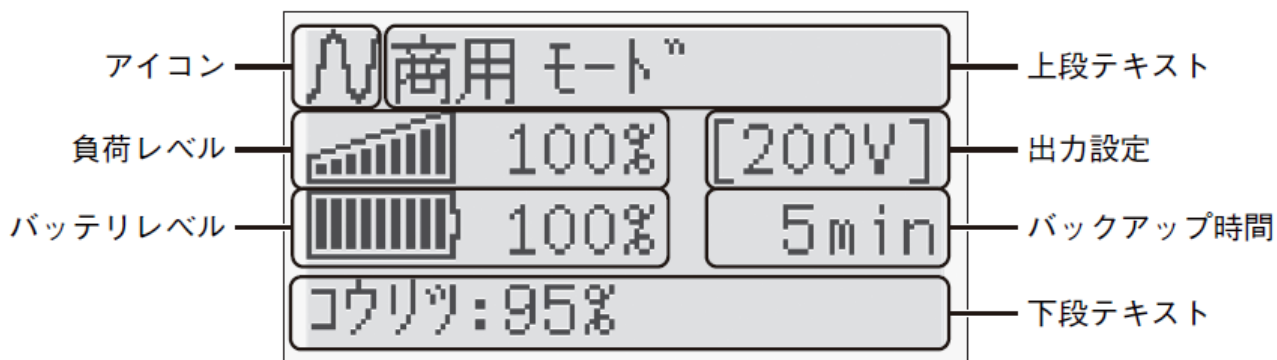 アイコン 商用 モード 上段テキスト
負荷レベル 100% [200V] 出力設定
バッテリレベル 100% 5min バックアップ時間
コウリツ:95% 下段テキスト